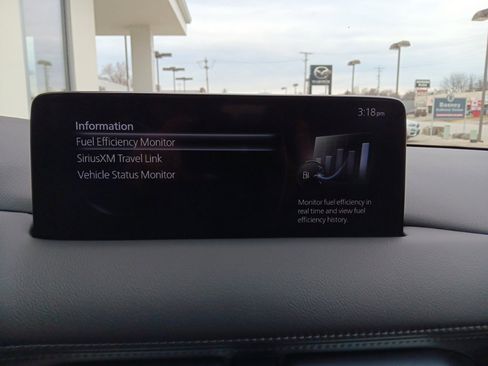 3:18pm
Information
Fuel Efficiency Monitor
SiriusXM Travel Link
Vehicle Status Monitor
Monitor fuel efficiency in
real time and view fuel
efficiency history.